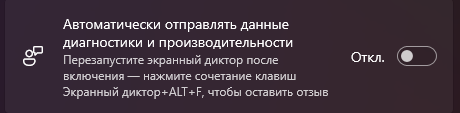 Автоматически отправлять данные
диагностики и производительности
Перезапустите экранный диктор после
включения — нажмите сочетание клавиш
Экранный диктор+ALT+F, чтобы оставить отзыв
Откл.